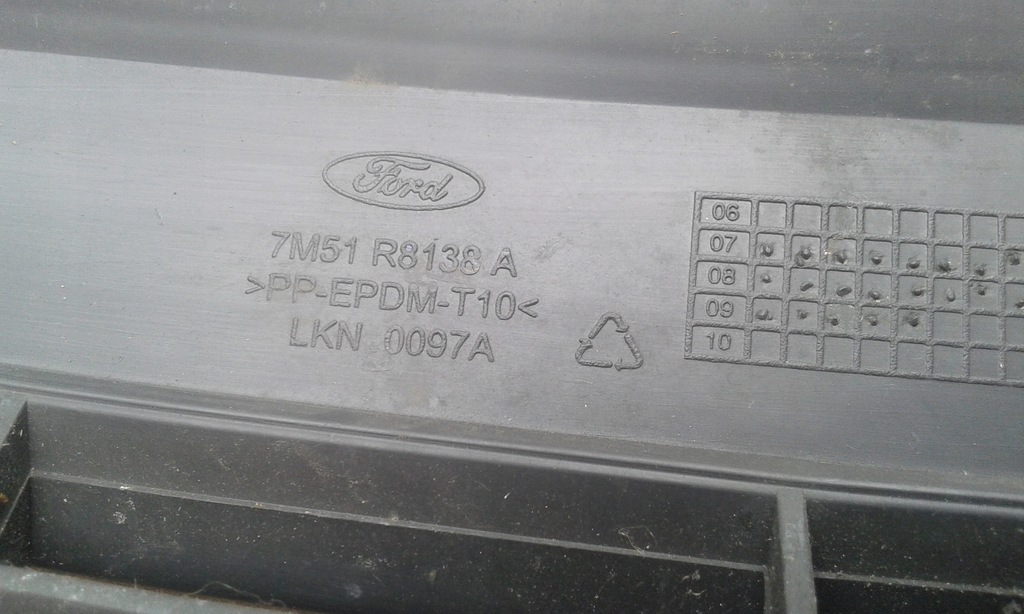 Ford
7M51 R8138 A
>PP-EPDM-T10<
LKN 0097A
06
07
08
09
10